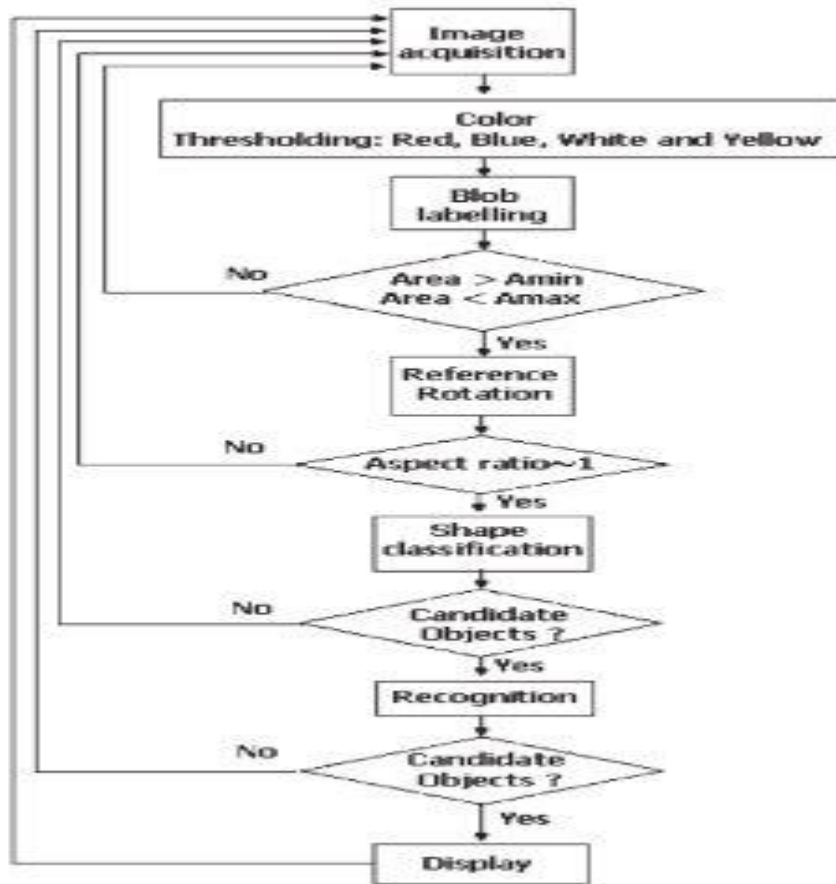 Image
acquisition
Color
Thresholding: Red, Blue, White and Yellow
Blob
labelling
No
Area > Amin
Area < Amax
Yes
Reference
Rotation
No
Aspect ratio~1
Yes
Shape
classification
No
Candidate
Objects ?
Yes
Recognition
No
Candidate
Objects ?
Yes
Display